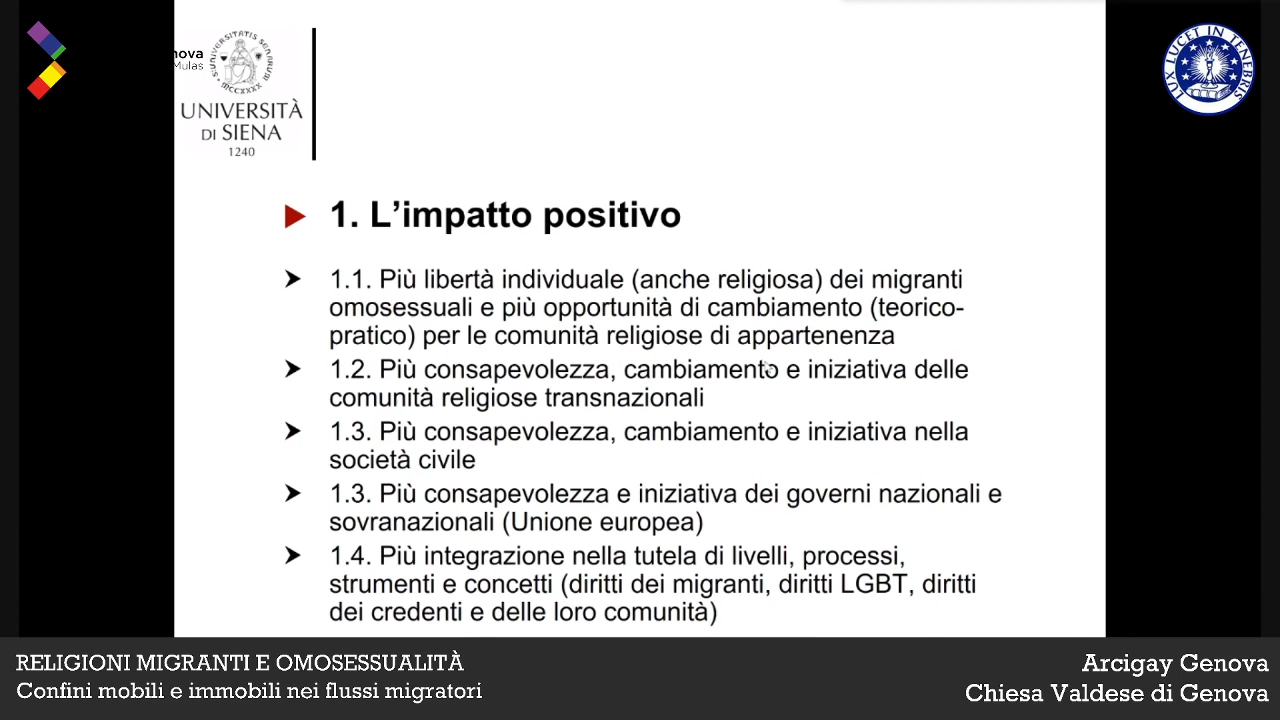 nova
Mulas
UNIVERSITÀ
DI SIENA
1240
LUX LUCET IN TENEBRIS
1. L’impatto positivo
1.1. Più libertà individuale (anche religiosa) dei migranti
omosessuali e più opportunità di cambiamento (teorico-
pratico) per le comunità religiose di appartenenza
1.2. Più consapevolezza, cambiamento e iniziativa delle
comunità religiose transnazionali
1.3. Più consapevolezza, cambiamento e iniziativa nella
società civile
1.3. Più consapevolezza e iniziativa dei governi nazionali e
sovranazionali (Unione europea)
1.4. Più integrazione nella tutela di livelli, processi,
strumenti e concetti (diritti dei migranti, diritti LGBT, diritti
dei credenti e delle loro comunità)
RELIGIONI MIGRANTI E OMOSESSUALITÀ
Confini mobili e immobili nei flussi migratori
Arcigay Genova
Chiesa Valdese di Genova